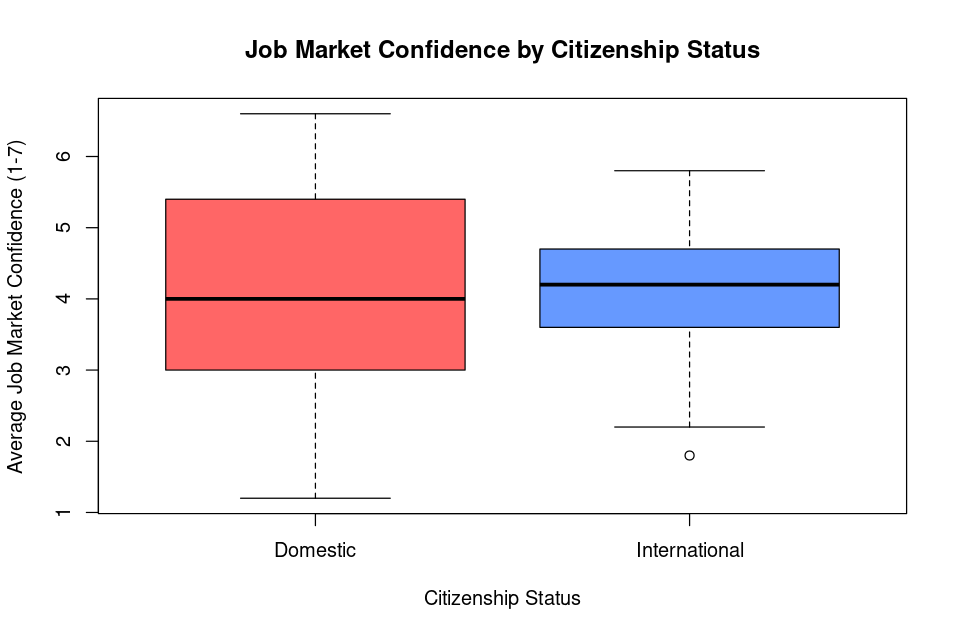 Job Market Confidence by Citizenship Status
Average Job Market Confidence (1-7)
6
5
4
3
2
1
Domestic
International
Citizenship Status